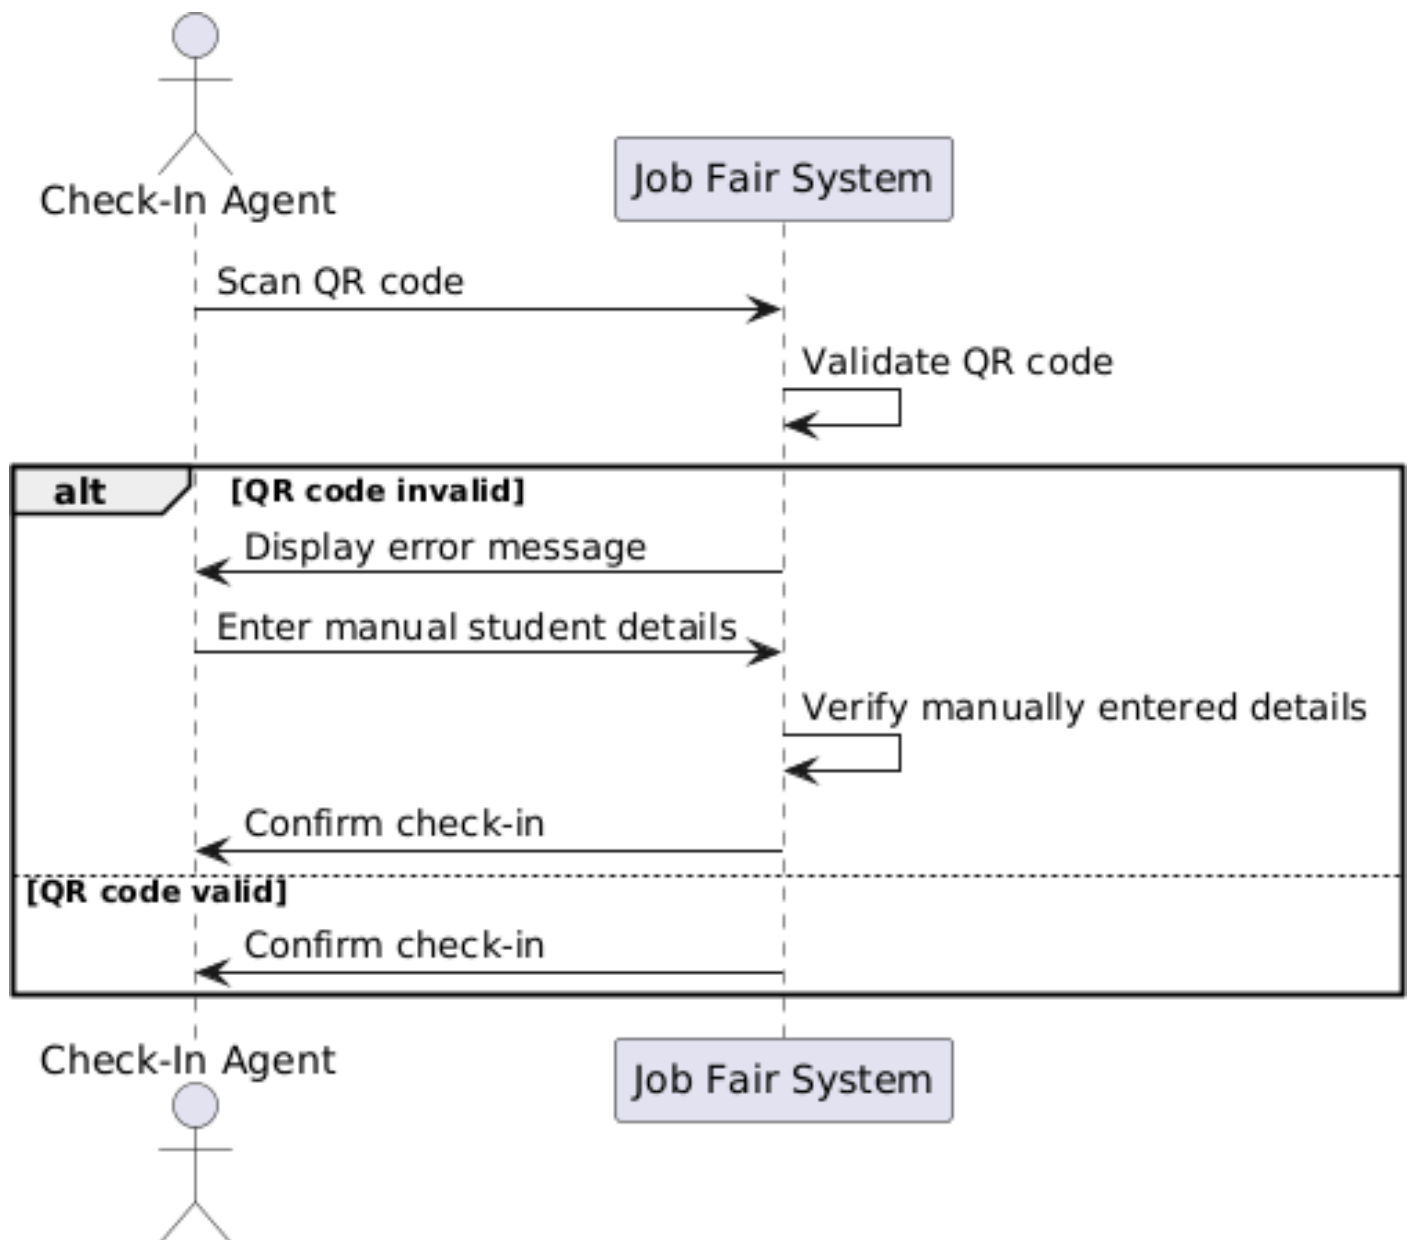 Check-In Agent
Job Fair System
Scan QR code
Validate QR code
alt
[QR code invalid]
Display error message
Enter manual student details
Verify manually entered details
Confirm check-in
[QR code valid]
Confirm check-in
Check-In Agent
Job Fair System